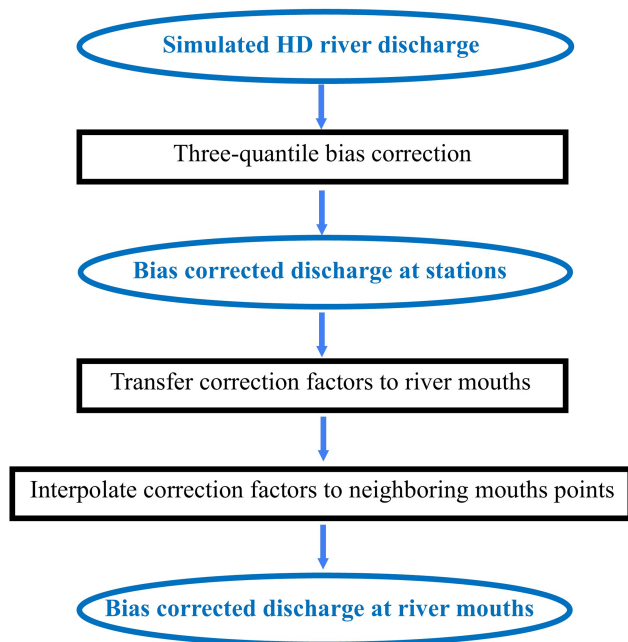 Simulated HD river discharge
Three-quantile bias correction
Bias corrected discharge at stations
Transfer correction factors to river mouths
Interpolate correction factors to neighboring mouths points
Bias corrected discharge at river mouths